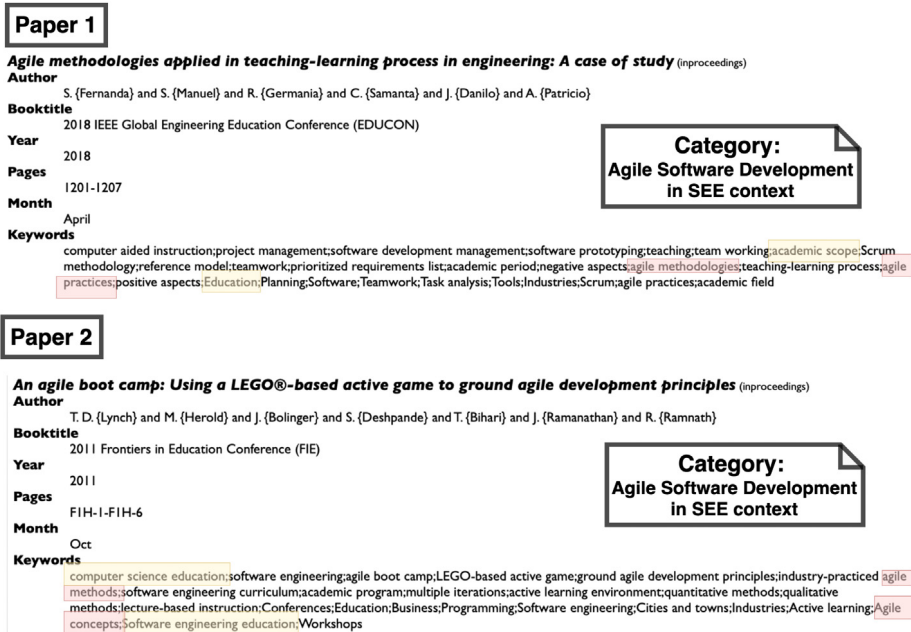 Paper 1
Agile methodologies applied in teaching-learning process in engineering: A case of study (inproceedings)
Author
S. {Fernanda} and S. {Manuel} and R. {Germania} and C. {Samanta} and J. {Danilo} and A. {Patricio}
Booktitle
2018 IEEE Global Engineering Education Conference (EDUCON)
Year
2018
Pages
1201-1207
Month
April
Category:
Agile Software Development
in SEE context
Keywords
computer aided instruction;project management;software development management;software prototyping;teaching;team working;academic scope;Scrum
methodology;reference model;teamwork;prioritized requirements list;academic period;negative aspects;agile methodologies;teaching-learning process;agile
practices;positive aspects;Education;Planning;Software;Teamwork;Task analysis;Tools;Industries;Scrum;agile practices;academic field
Paper 2
An agile boot camp: Using a LEGO®-based active game to ground agile development principles (inproceedings)
Author
T. D. {Lynch} and M. {Herold} and J. {Bolinger} and S. {Deshpande} and T. {Bihari} and J. {Ramanathan} and R. {Ramnath}
Booktitle
2011 Frontiers in Education Conference (FIE)
Year
2011
Pages
F1H-1-F1H-6
Month
Oct
Category:
Agile Software Development
in SEE context
Keywords
computer science education;software engineering;agile boot camp;LEGO-based active game;ground agile development principles;industry-practiced agile
methods;software engineering curriculum;academic program;multiple iterations;active learning environment;quantitative methods;qualitative
methods;lecture-based instruction;Conferences;Education;Business;Programming;Software engineering;Cities and towns;Industries;Active learning;Agile
concepts;Software engineering education;Workshops